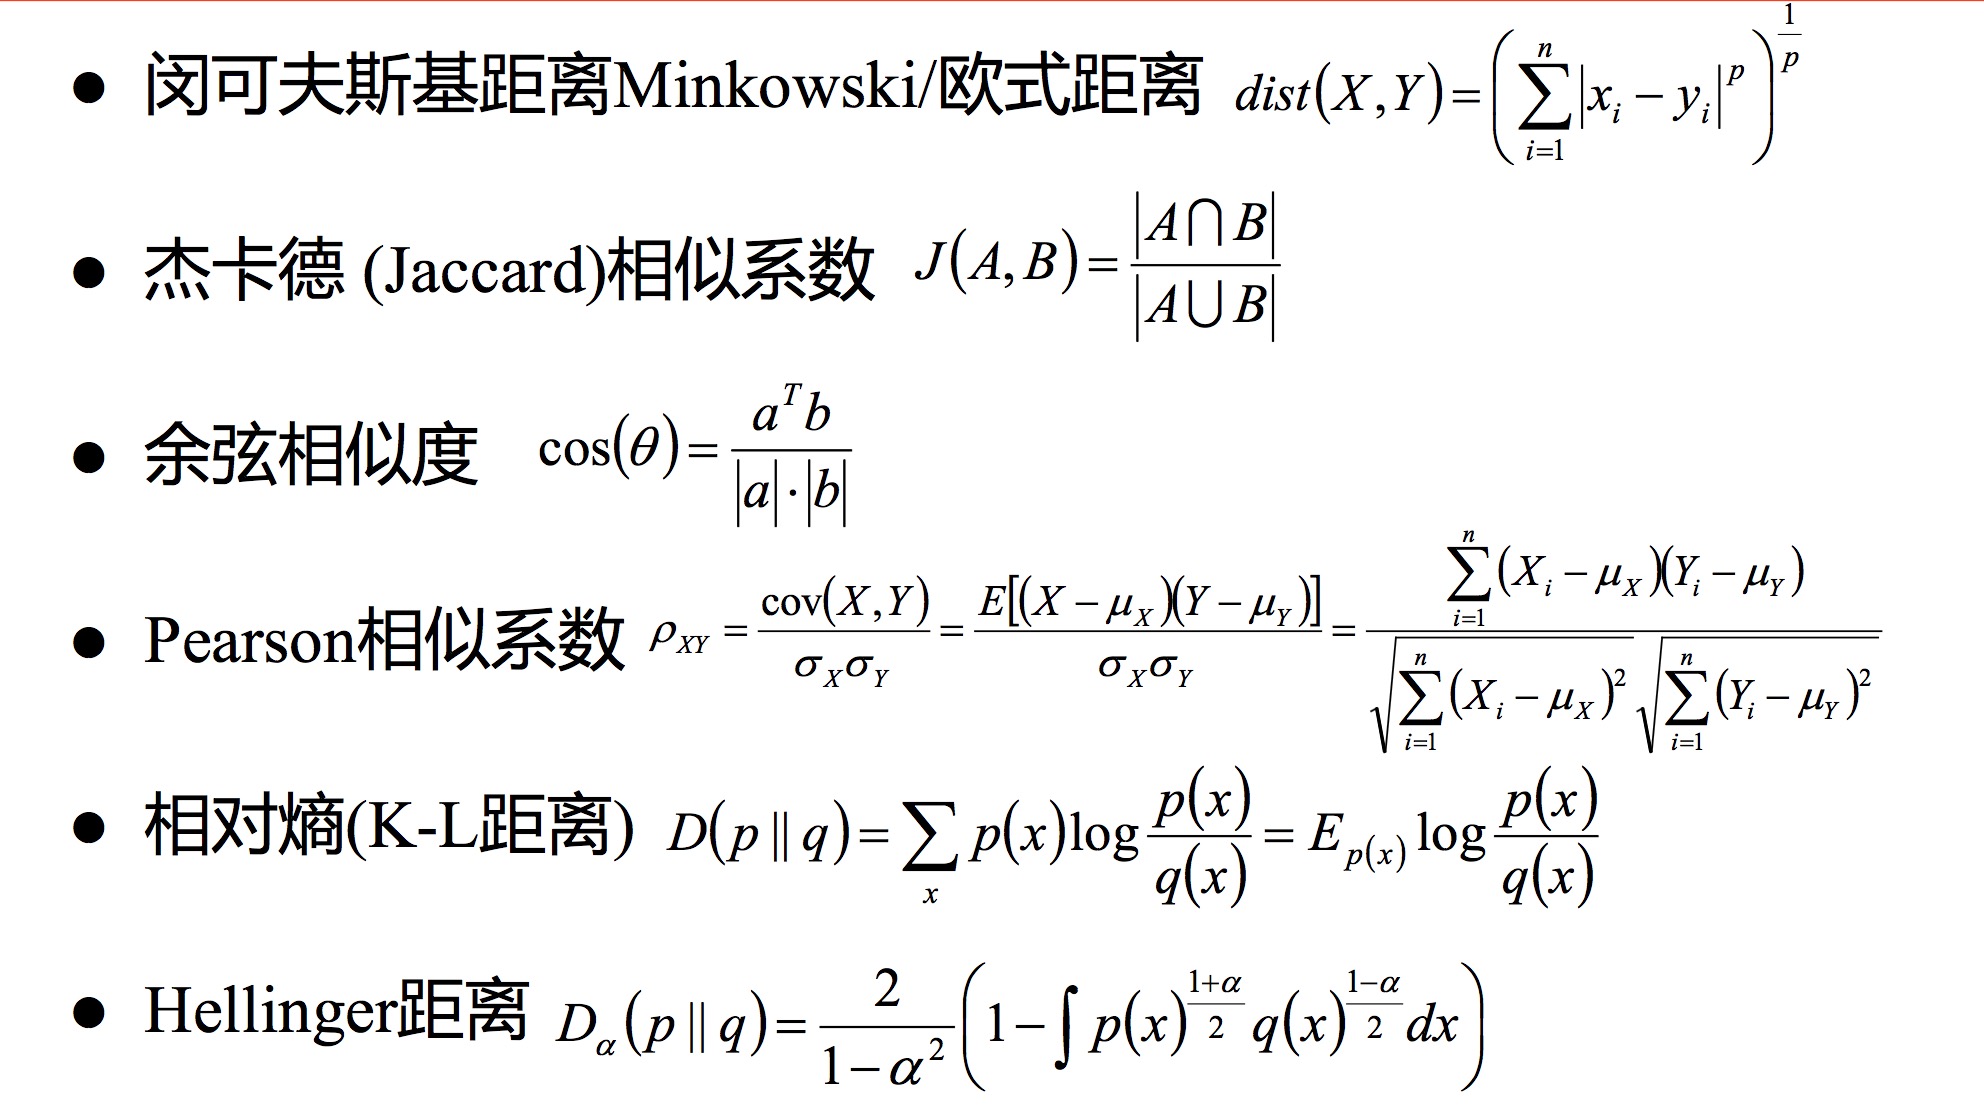 ● 闵可夫斯基距离Minkowski/欧式距离 $dist(X,Y)=\left(\sum_{i=1}^{n}|x_i-y_i|^p\right)^{\frac{1}{p}}$
● 杰卡德 (Jaccard)相似系数 $J(A,B)=\frac{|A\bigcap B|}{|A\bigcup B|}$
● 余弦相似度 $\cos(\theta)=\frac{a^T b}{|a|\cdot|b|}$
● Pearson相似系数 $\rho_{XY}=\frac{\text{cov}(X,Y)}{\sigma_X\sigma_Y}=\frac{E[(X-\mu_X)(Y-\mu_Y)]}{\sigma_X\sigma_Y}=\frac{\sum_{i=1}^{n}(X_i-\mu_X)(Y_i-\mu_Y)}{\sqrt{\sum_{i=1}^{n}(X_i-\mu_X)^2}\sqrt{\sum_{i=1}^{n}(Y_i-\mu_Y)^2}}$
● 相对熵(K-L距离) $D(p\|q)=\sum_{x}p(x)\log\frac{p(x)}{q(x)}=E_{p(x)}\log\frac{p(x)}{q(x)}$
● Hellinger距离 $D_\alpha(p\|q)=\frac{2}{1-\alpha^2}\left(1-\int p(x)^{\frac{1+\alpha}{2}}q(x)^{\frac{1-\alpha}{2}}dx\right)$